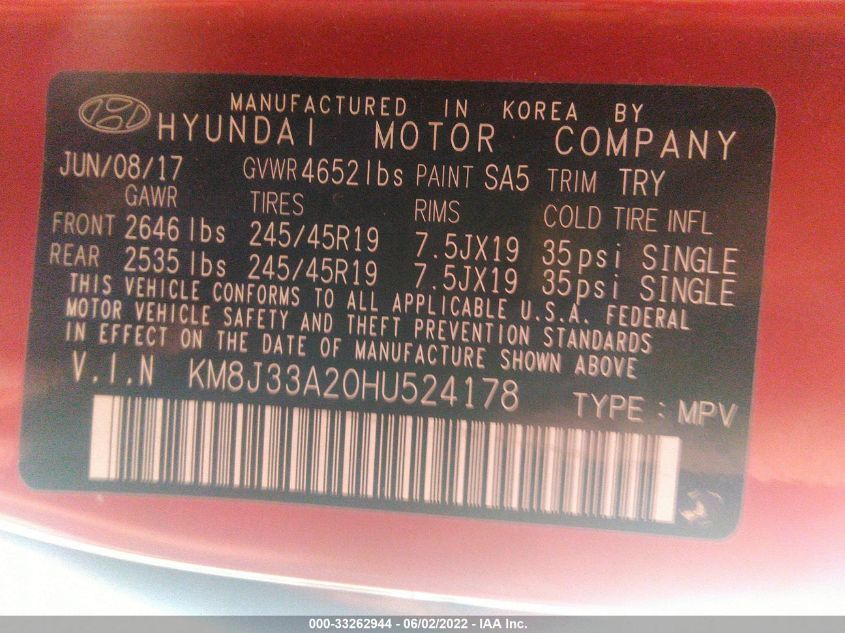 MANUFACTURED IN KOREA BY
HYUNDAI MOTOR COMPANY
JUN/08/17 GVWR 4652 lbs PAINT SA5 TRIM TRY
GAWR TIRES RIMS COLD TIRE INFL
FRONT 2646 lbs 245/45R19 7.5JX19 35psi SINGLE
REAR 2535 lbs 245/45R19 7.5JX19 35psi SINGLE
THIS VEHICLE CONFORMS TO ALL APPLICABLE U.S.A. FEDERAL
MOTOR VEHICLE SAFETY AND THEFT PREVENTION STANDARDS
IN EFFECT ON THE DATE OF MANUFACTURE SHOWN ABOVE
V.I.N KM8J33A20HU524178 TYPE : MPV
000-33262944 - 06/02/2022 - IAA Inc.